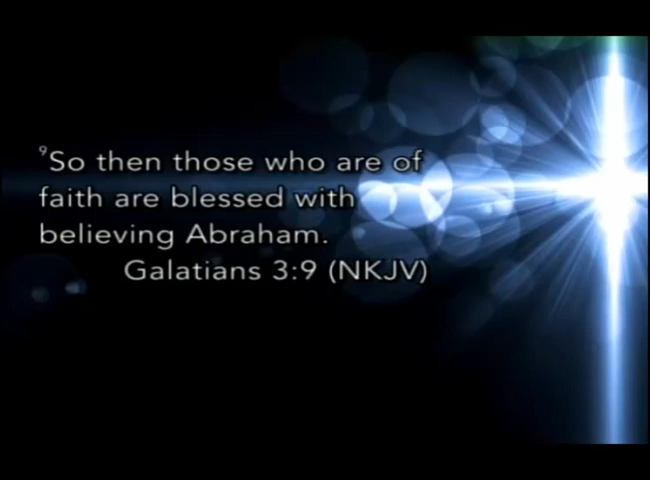 ⁹So then those who are of
faith are blessed with
believing Abraham.
Galatians 3:9 (NKJV)